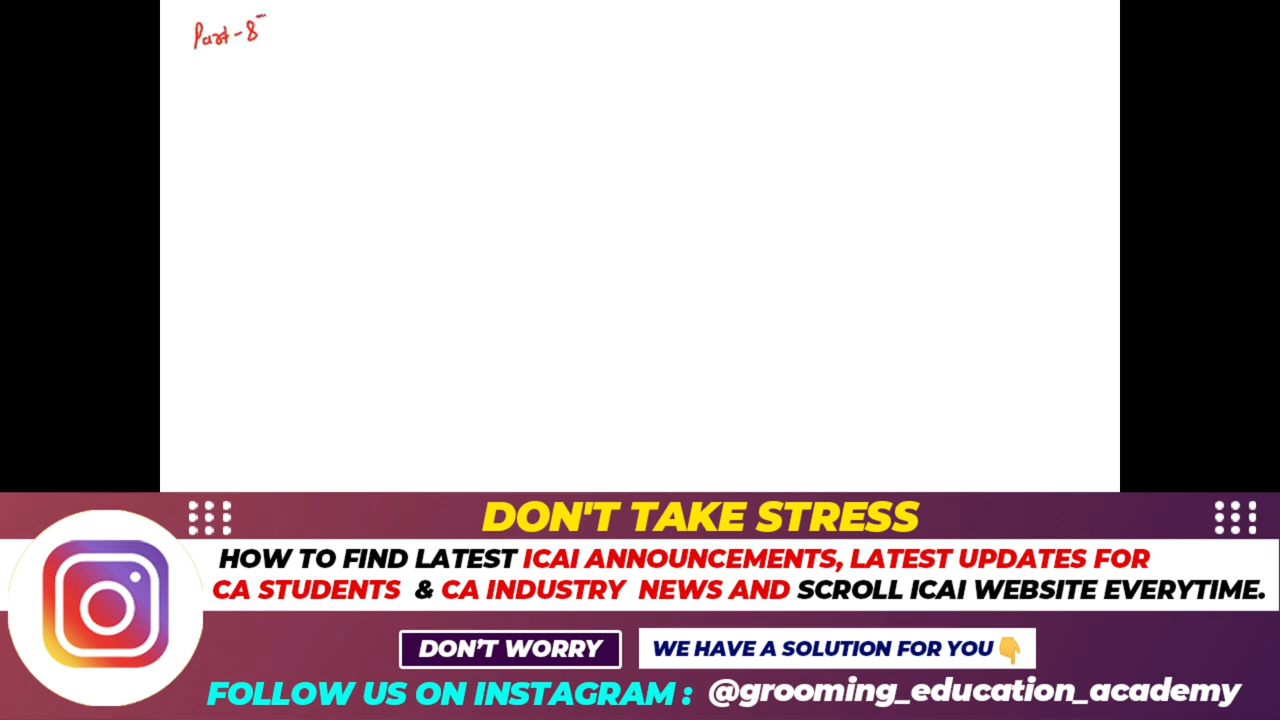 Part-8
DON'T TAKE STRESS
HOW TO FIND LATEST ICAI ANNOUNCEMENTS, LATEST UPDATES FOR
CA STUDENTS & CA INDUSTRY NEWS AND SCROLL ICAI WEBSITE EVERYTIME.
DON'T WORRY
WE HAVE A SOLUTION FOR YOU
FOLLOW US ON INSTAGRAM : @grooming_education_academy